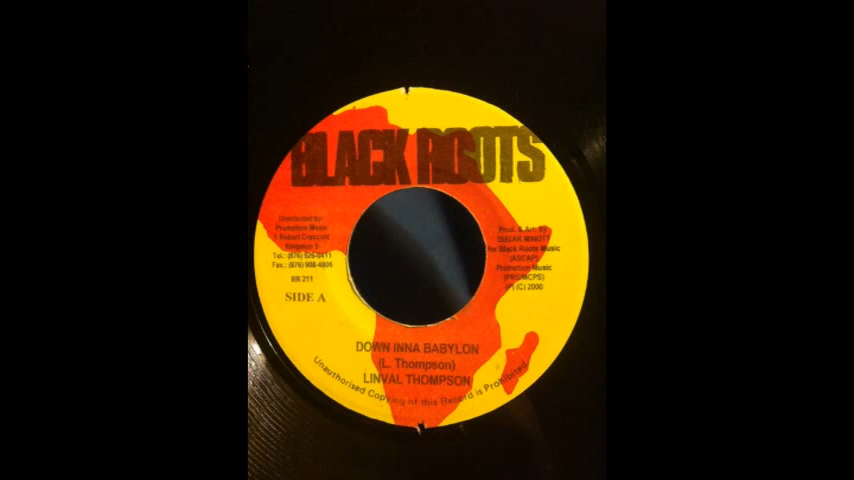 BLACK ROOTS
Distributed by:
Promotion Music
Robert Crescent
Kingston 5
Tel.: (876) 926-0411
Fax.: (876) 908-4806
BR 211
SIDE A
Prod. & Arr. by
SUGAR MINOTT
for Black Roots Music
(ASCAP)
Promotion Music
(PRS/MCPS)
(P) (C) 2000
DOWN INNA BABYLON
(L. Thompson)
LINVAL THOMPSON
Unauthorised Copying of this Record is Prohibited